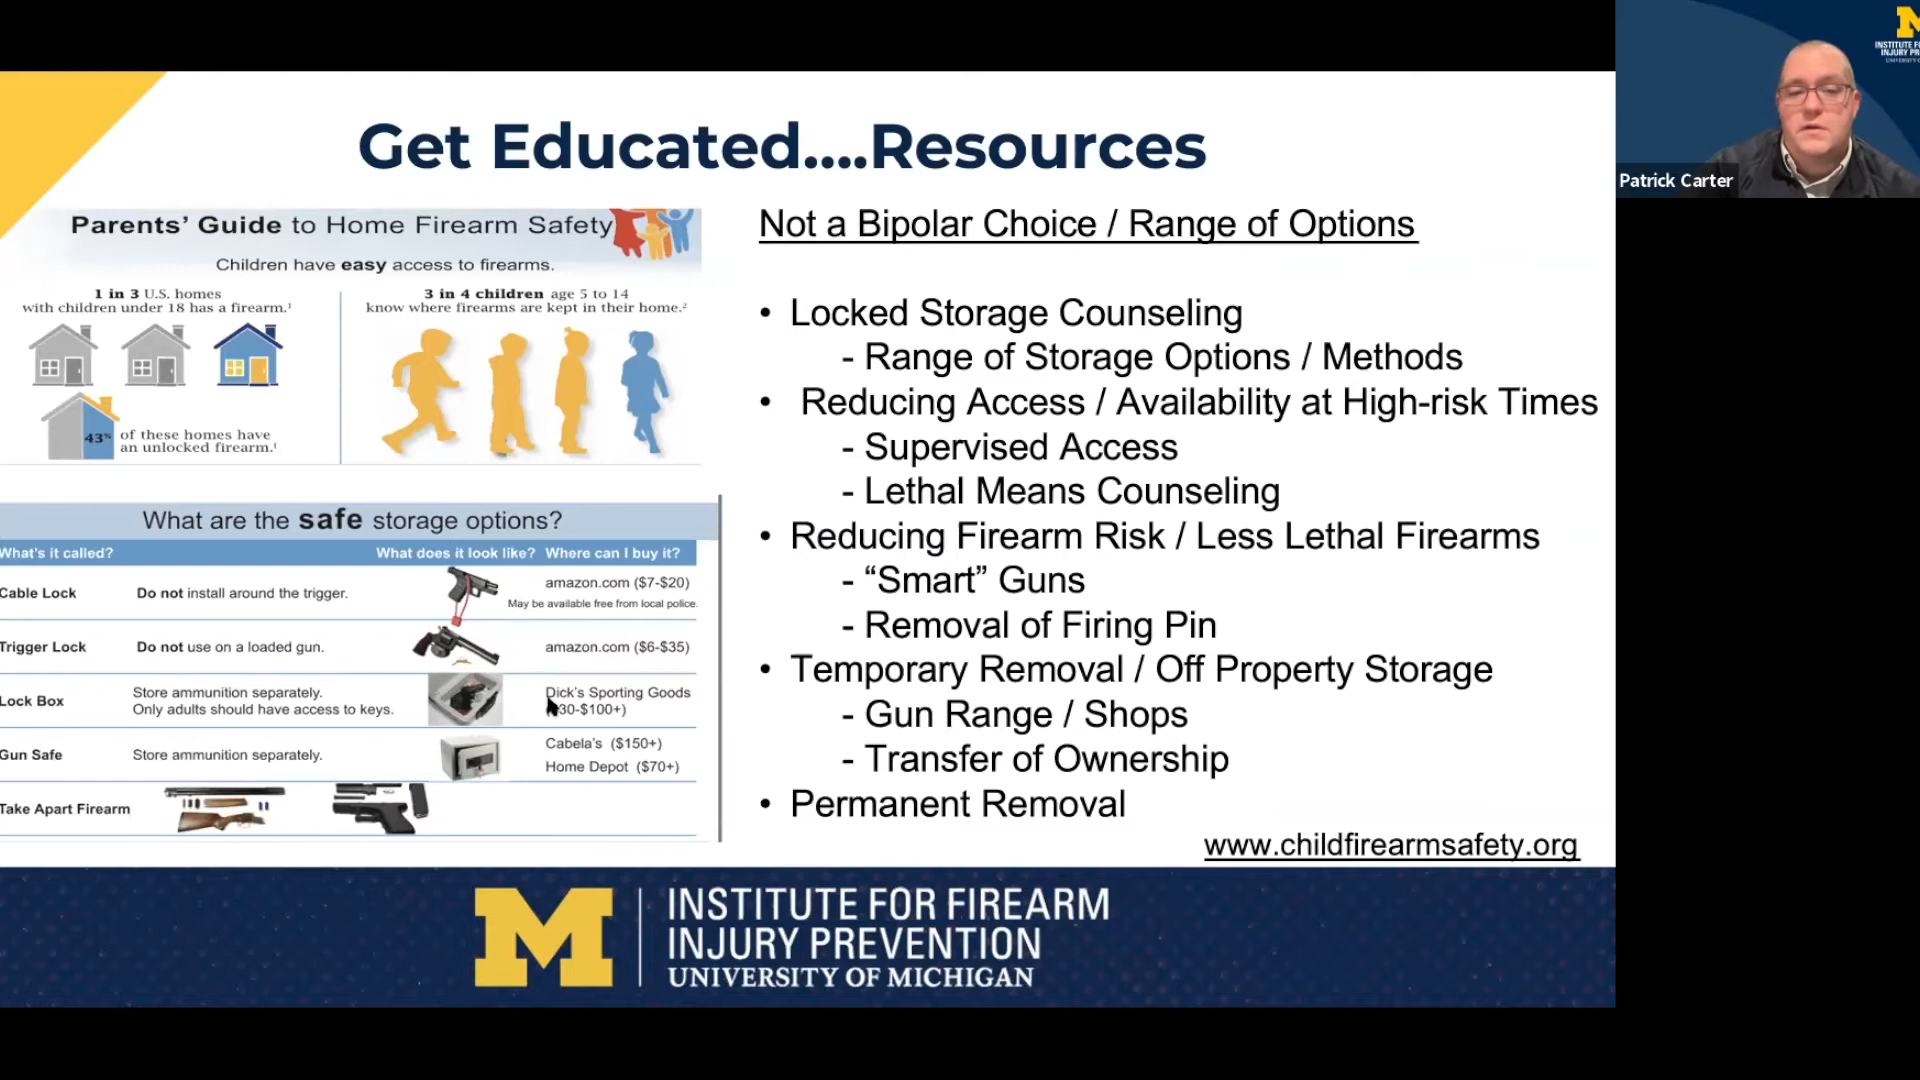 Get Educated....Resources
Parents' Guide to Home Firearm Safety
Children have easy access to firearms.
1 in 3 U.S. homes
with children under 18 has a firearm.¹
43%
of these homes have
an unlocked firearm.¹
3 in 4 children age 5 to 14
know where firearms are kept in their home.²
What are the safe storage options?
What's it called?
What does it look like?
Where can I buy it?
Cable Lock
Do not install around the trigger.
amazon.com ($7-$20)
May be available free from local police.
Trigger Lock
Do not use on a loaded gun.
amazon.com ($6-$35)
Lock Box
Store ammunition separately.
Only adults should have access to keys.
Dick's Sporting Goods
30-$100+)
Gun Safe
Store ammunition separately.
Cabela's ($150+)
Home Depot ($70+)
Take Apart Firearm
Not a Bipolar Choice / Range of Options
• Locked Storage Counseling
- Range of Storage Options / Methods
• Reducing Access / Availability at High-risk Times
- Supervised Access
- Lethal Means Counseling
• Reducing Firearm Risk / Less Lethal Firearms
- “Smart” Guns
- Removal of Firing Pin
• Temporary Removal / Off Property Storage
- Gun Range / Shops
- Transfer of Ownership
• Permanent Removal
www.childfirearmsafety.org
M
INSTITUTE FOR FIREARM
INJURY PREVENTION
UNIVERSITY OF MICHIGAN
Patrick Carter
M
INSTITUTE F
INJURY PR